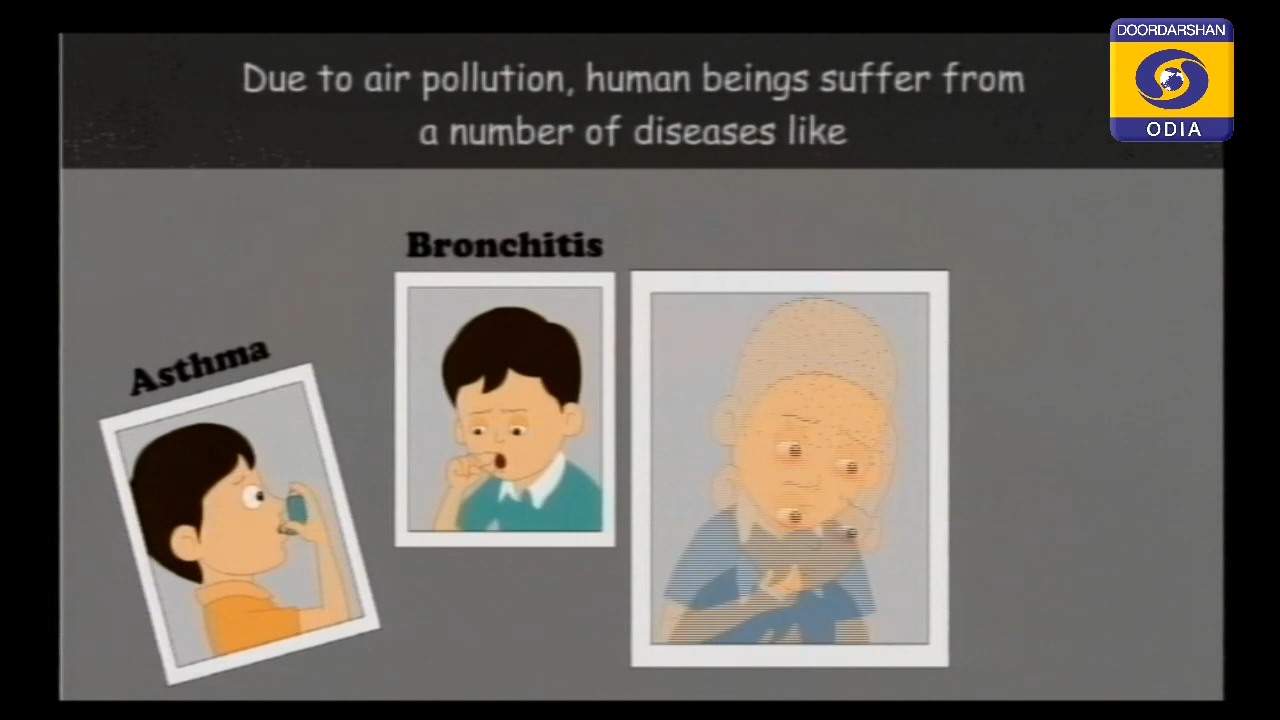 DOORDARSHAN
ODIA
Due to air pollution, human beings suffer from
a number of diseases like
Bronchitis
Asthma